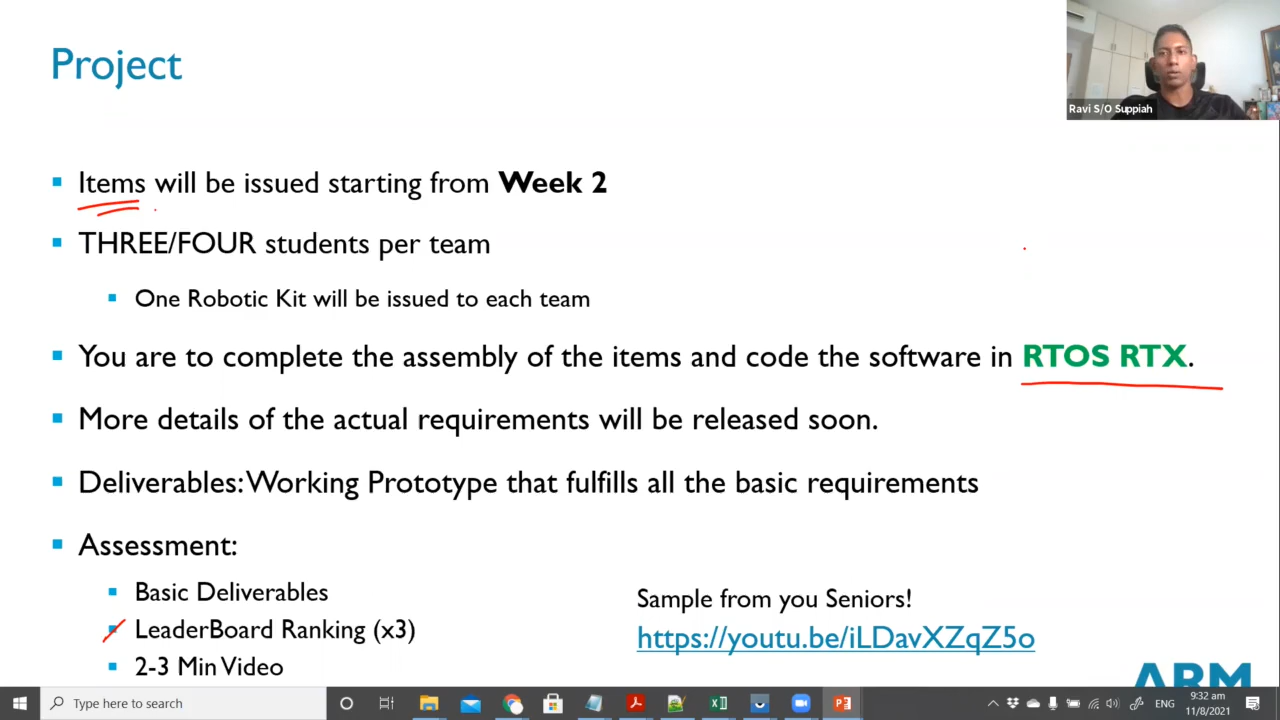 Project
Ravi S/O Suppiah
Items will be issued starting from Week 2
THREE/FOUR students per team
One Robotic Kit will be issued to each team
You are to complete the assembly of the items and code the software in RTOS RTX.
More details of the actual requirements will be released soon.
Deliverables: Working Prototype that fulfills all the basic requirements
Assessment:
Basic Deliverables
LeaderBoard Ranking (x3)
2-3 Min Video
Sample from you Seniors!
https://youtu.be/iLDavXZqZ5o
ARM
Type here to search
ENG
9:32 am
11/8/2021